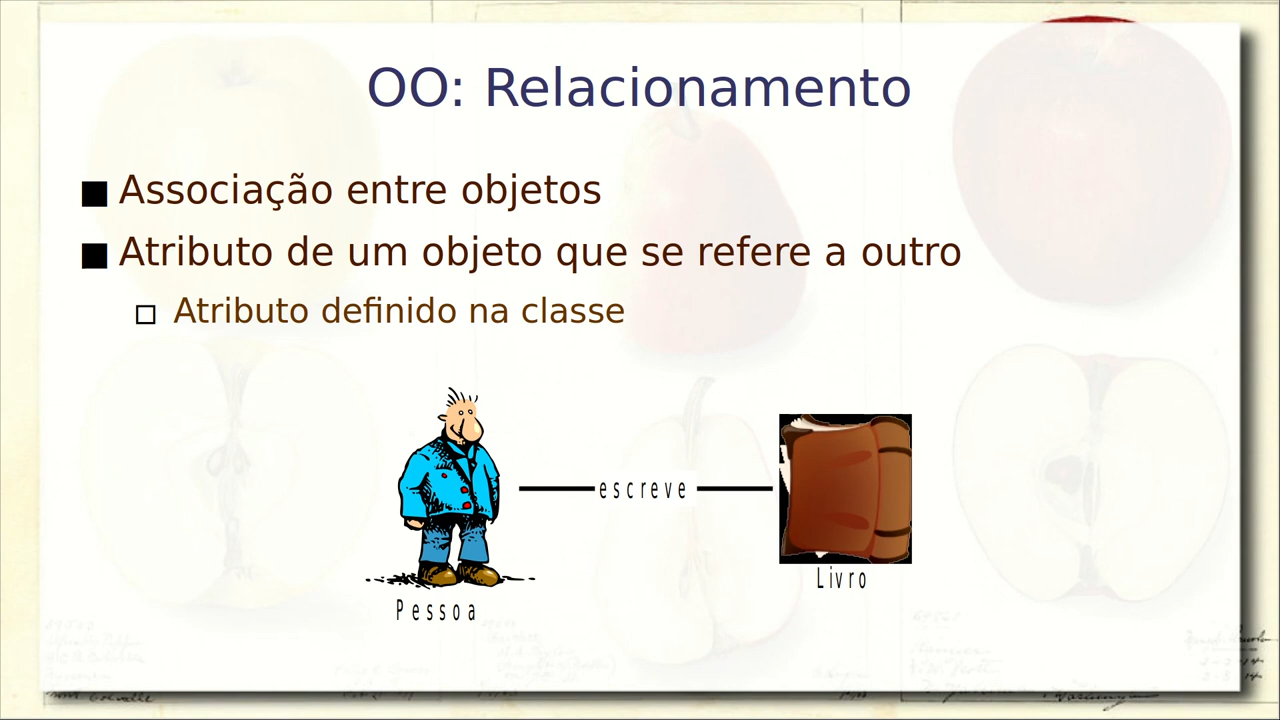 OO: Relacionamento
Associação entre objetos
Atributo de um objeto que se refere a outro
Atributo definido na classe
escreve
Livro
Pessoa